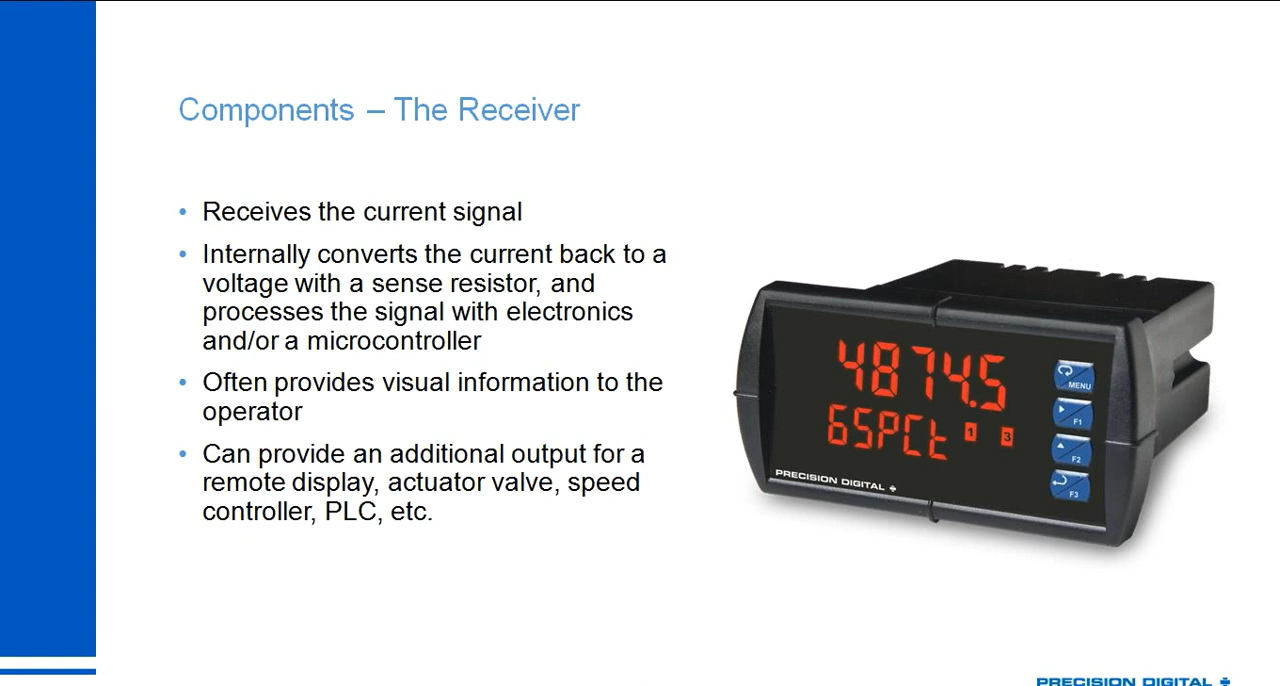 Components – The Receiver
• Receives the current signal
• Internally converts the current back to a
voltage with a sense resistor, and
processes the signal with electronics
and/or a microcontroller
• Often provides visual information to the
operator
• Can provide an additional output for a
remote display, actuator valve, speed
controller, PLC, etc.
4874.5
65PCt 1 3
MENU
F1
F2
F3
PRECISION DIGITAL
PRECISION DIGITAL